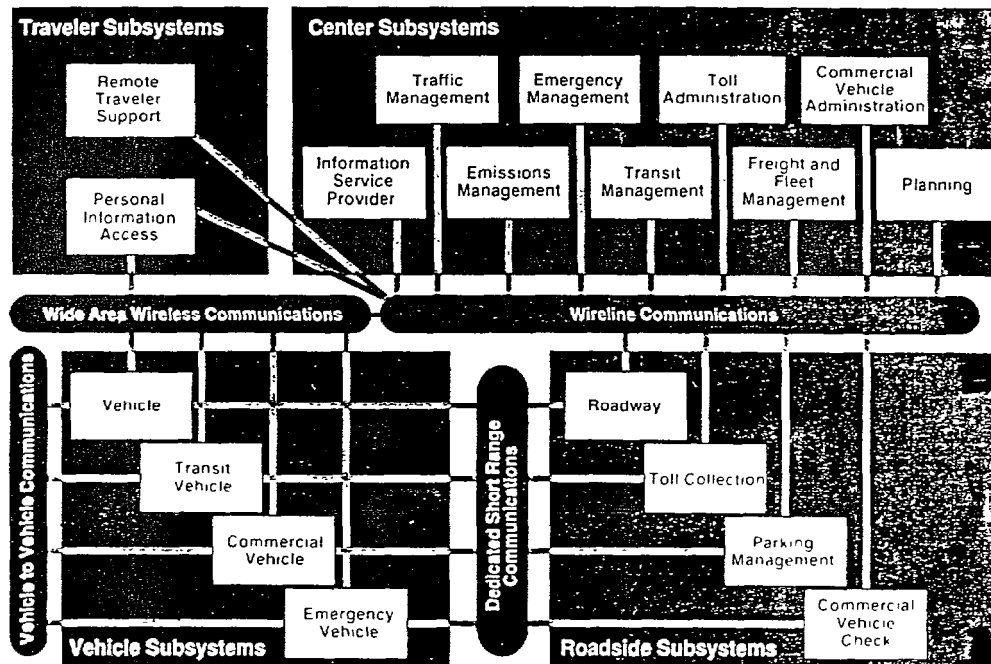 Traveler Subsystems
Remote
Traveler
Support
Personal
Information
Access
Center Subsystems
Traffic
Management
Emergency
Management
Toll
Administration
Commercial
Vehicle
Administration
Information
Service
Provider
Emissions
Management
Transit
Management
Freight and
Fleet
Management
Planning
Wide Area Wireless Communications
Wireline Communications
Vehicle to Vehicle Communications
Vehicle
Transit
Vehicle
Commercial
Vehicle
Emergency
Vehicle
Vehicle Subsystems
Dedicated Short Range
Communications
Roadway
Toll Collection
Parking
Management
Commercial
Vehicle
Check
Roadside Subsystems